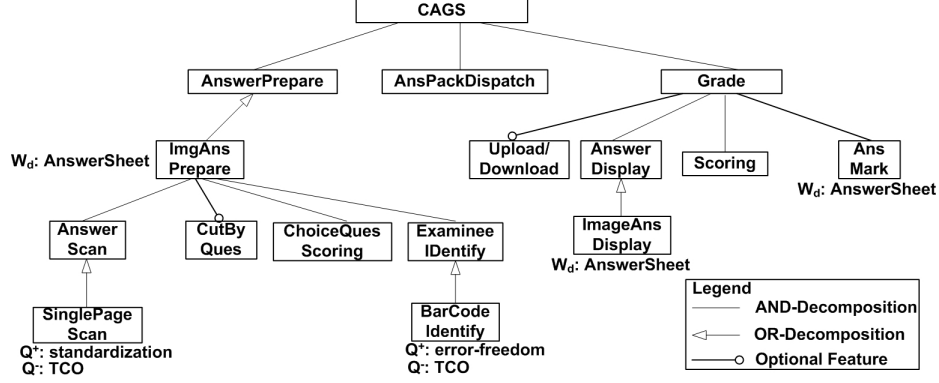 CAGS
AnswerPrepare
AnsPackDispatch
Grade
W_d: AnswerSheet
ImgAns
Prepare
Upload/
Download
Answer
Display
Scoring
Ans
Mark
W_d: AnswerSheet
Answer
Scan
CutBy
Ques
ChoiceQues
Scoring
Examinee
IDentify
ImageAns
Display
W_d: AnswerSheet
SinglePage
Scan
Q⁺: standardization
Q⁻: TCO
BarCode
Identify
Q⁺: error-freedom
Q⁻: TCO
Legend
AND-Decomposition
OR-Decomposition
Optional Feature